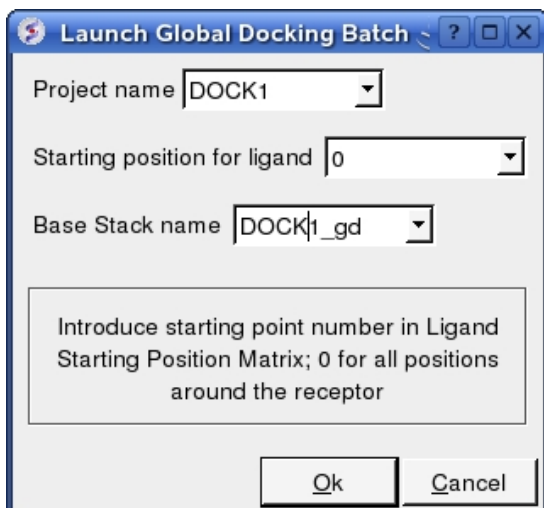 Launch Global Docking Batch
Project name DOCK1
Starting position for ligand 0
Base Stack name DOCK1_gd
Introduce starting point number in Ligand
Starting Position Matrix; 0 for all positions
around the receptor
Ok Cancel